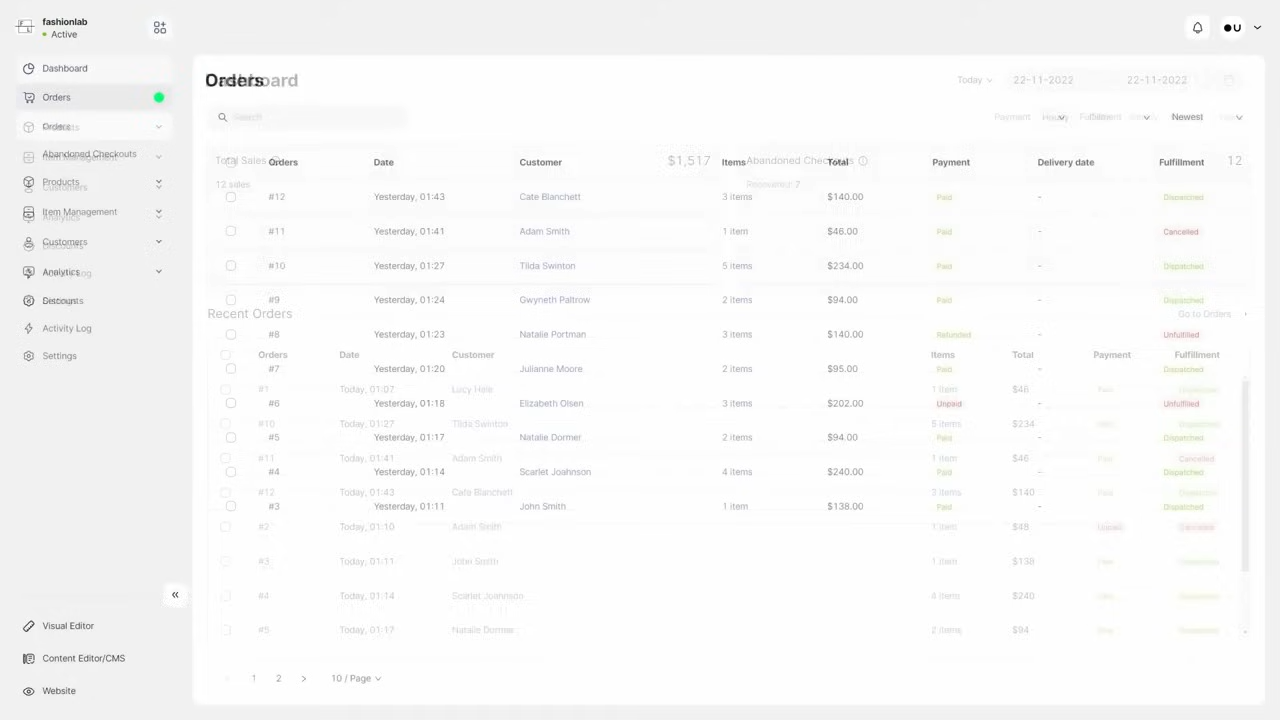 fashionlab
Active
Dashboard
Orders
Orders
Products
Abandoned Checkouts
Item Management
Products
Customers
Item Management
Analytics
Customers
Analytics
Activity Log
Discounts
Activity Log
Settings
Visual Editor
Content Editor/CMS
Website
U
Orders
Dashboard
Today 22-11-2022 22-11-2022
Search Payment Fulfillment Newest
Total Sales $1,517 Abandoned Checkouts 12
12 sales
Orders Date Customer Items Total Payment Delivery date Fulfillment
#12 Yesterday, 01:43 Cate Blanchett 3 items $140.00 Paid - Dispatched
#11 Yesterday, 01:41 Adam Smith 1 item $46.00 Paid - Cancelled
#10 Yesterday, 01:27 Tilda Swinton 5 items $234.00 Paid - Dispatched
#9 Yesterday, 01:24 Gwyneth Paltrow 2 items $94.00 Paid - Dispatched
Recent Orders Go to Orders
#8 Yesterday, 01:23 Natalie Portman 3 items $140.00 Refunded - Unfulfilled
Orders Date Customer Items Total Payment Fulfillment
#7 Yesterday, 01:20 Julianne Moore 2 items $95.00 Paid - Dispatched
#1 Today, 01:07 Lucy Hale 1 item $46
#6 Yesterday, 01:18 Elizabeth Olsen 3 items $202.00 Unpaid Unfulfilled
#10 Today, 01:27 Tilda Swinton 5 items $234
#5 Yesterday, 01:17 Natalie Dormer 2 items $94.00 Paid - Dispatched
#11 Today, 01:41 Adam Smith 1 item $46 Paid Cancelled
#4 Yesterday, 01:14 Scarlet Joahnson 4 items $240.00 Paid - Dispatched
#12 Today, 01:43 Cate Blanchett 3 items $140
#3 Yesterday, 01:11 John Smith 1 item $138.00 Paid - Dispatched
#2 Today, 01:10 Adam Smith 1 item $48 Unpaid Cancelled
#3 Today, 01:11 John Smith 1 item $138
#4 Today, 01:14 Scarlet Joahnson 4 items $240
#5 Today, 01:17 Natalie Dormer 2 items $94
1 2 10 / Page